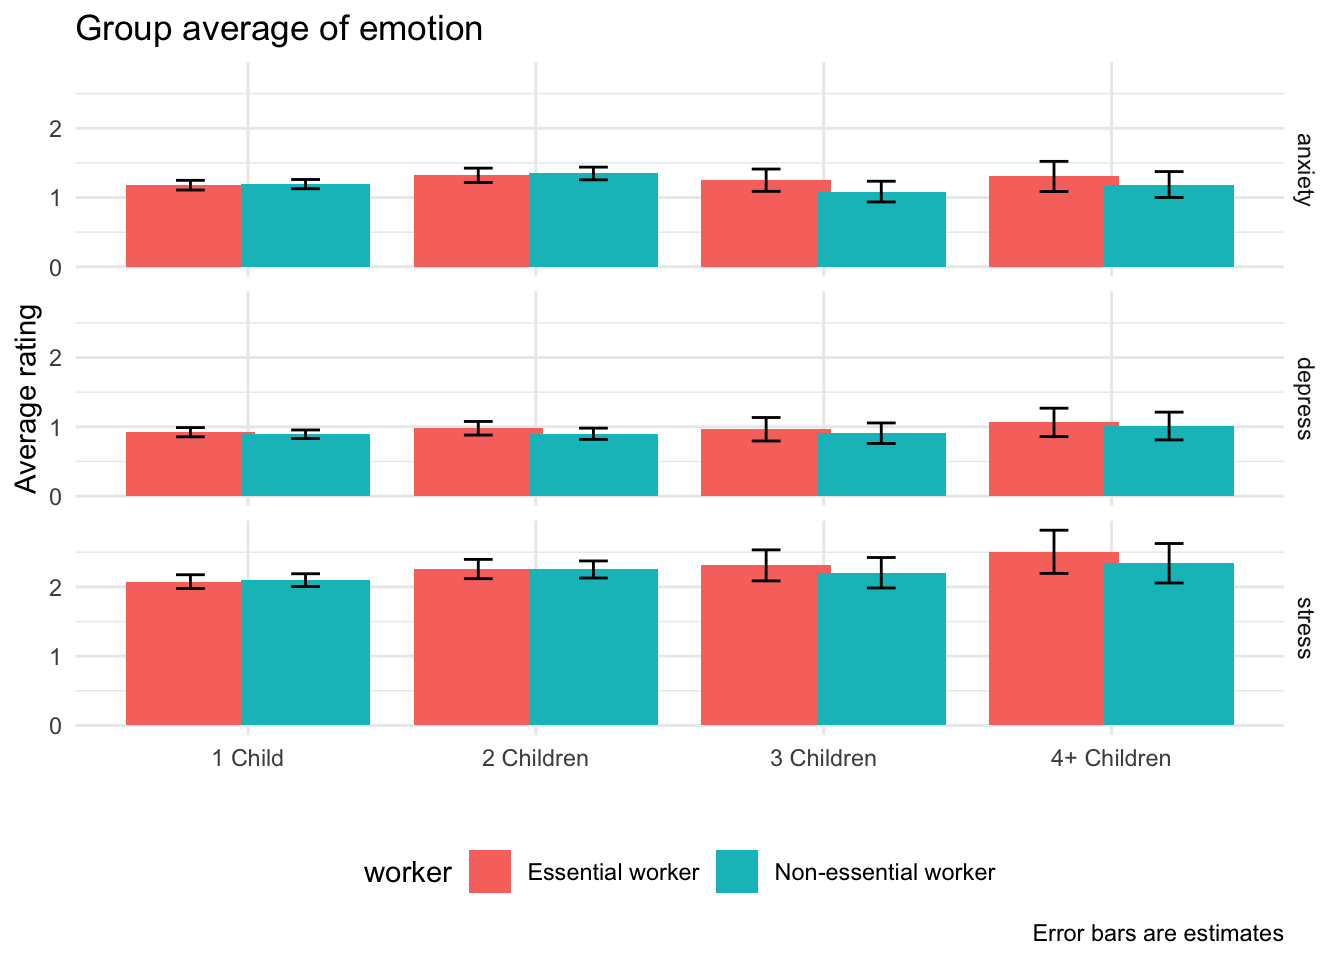 Group average of emotion
Average rating
2
1
0
anxiety
2
1
0
depress
2
1
0
stress
1 Child
2 Children
3 Children
4+ Children
worker
Essential worker
Non-essential worker
Error bars are estimates